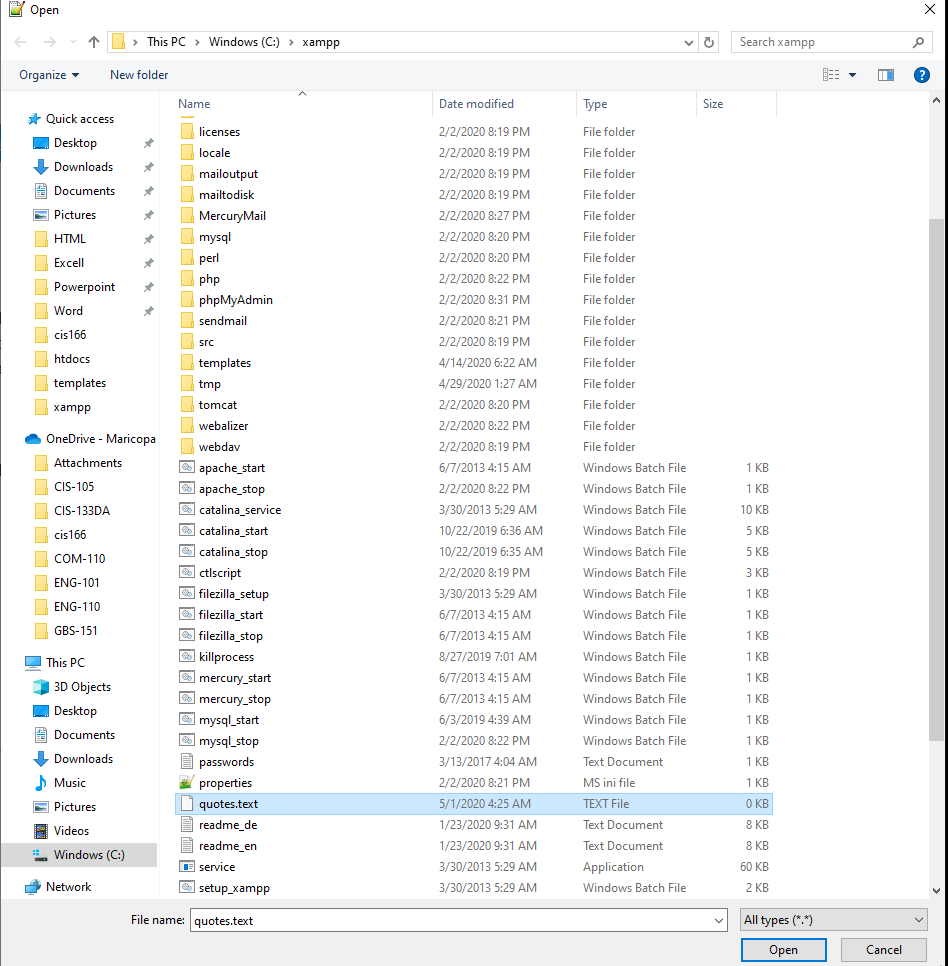 Open
This PC > Windows (C:) > xampp
Search xampp
Organize
New folder
Name Date modified Type Size
Quick access
Desktop
Downloads
Documents
Pictures
HTML
Excell
Powerpoint
Word
cis166
htdocs
templates
xampp
OneDrive - Maricopa
Attachments
CIS-105
CIS-133DA
cis166
COM-110
ENG-101
ENG-110
GBS-151
This PC
3D Objects
Desktop
Documents
Downloads
Music
Pictures
Videos
Windows (C:)
Network
licenses 2/2/2020 8:19 PM File folder
locale 2/2/2020 8:19 PM File folder
mailoutput 2/2/2020 8:19 PM File folder
mailtodisk 2/2/2020 8:19 PM File folder
MercuryMail 2/2/2020 8:27 PM File folder
mysql 2/2/2020 8:20 PM File folder
perl 2/2/2020 8:20 PM File folder
php 2/2/2020 8:22 PM File folder
phpMyAdmin 2/2/2020 8:31 PM File folder
sendmail 2/2/2020 8:21 PM File folder
src 2/2/2020 8:19 PM File folder
templates 4/14/2020 6:22 AM File folder
tmp 4/29/2020 1:27 AM File folder
tomcat 2/2/2020 8:20 PM File folder
webalizer 2/2/2020 8:22 PM File folder
webdav 2/2/2020 8:19 PM File folder
apache_start 6/7/2013 4:15 AM Windows Batch File 1 KB
apache_stop 2/2/2020 8:22 PM Windows Batch File 1 KB
catalina_service 3/30/2013 5:29 AM Windows Batch File 10 KB
catalina_start 10/22/2019 6:36 AM Windows Batch File 5 KB
catalina_stop 10/22/2019 6:35 AM Windows Batch File 5 KB
ctlscript 2/2/2020 8:19 PM Windows Batch File 3 KB
filezilla_setup 3/30/2013 5:29 AM Windows Batch File 1 KB
filezilla_start 6/7/2013 4:15 AM Windows Batch File 1 KB
filezilla_stop 6/7/2013 4:15 AM Windows Batch File 1 KB
killprocess 8/27/2019 7:01 AM Windows Batch File 1 KB
mercury_start 6/7/2013 4:15 AM Windows Batch File 1 KB
mercury_stop 6/7/2013 4:15 AM Windows Batch File 1 KB
mysql_start 6/3/2019 4:39 AM Windows Batch File 1 KB
mysql_stop 2/2/2020 8:22 PM Windows Batch File 1 KB
passwords 3/13/2017 4:04 AM Text Document 1 KB
properties 2/2/2020 8:21 PM MS ini file 1 KB
quotes.text 5/1/2020 4:25 AM TEXT File 0 KB
readme_de 1/23/2020 9:31 AM Text Document 8 KB
readme_en 1/23/2020 9:31 AM Text Document 8 KB
service 3/30/2013 5:29 AM Application 60 KB
setup_xampp 3/30/2013 5:29 AM Windows Batch File 2 KB
File name: quotes.text
All types (*.*)
Open
Cancel